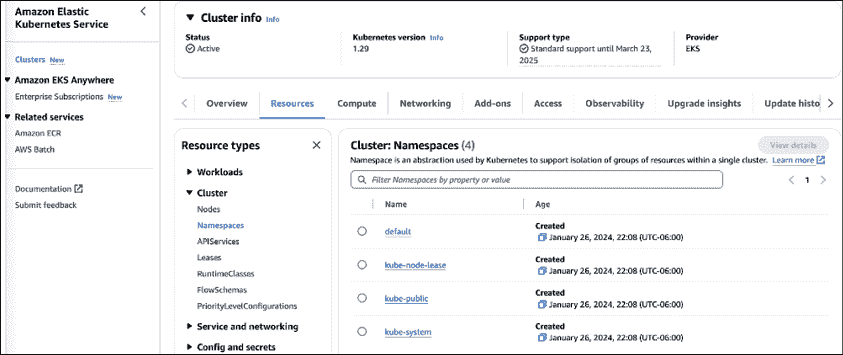 Amazon Elastic
Kubernetes Service
Clusters New
Amazon EKS Anywhere
Enterprise Subscriptions New
Related services
Amazon ECR
AWS Batch
Documentation
Submit feedback
Cluster info Info
Status
Active
Kubernetes version Info
1.29
Support type
Standard support until March 23,
2025
Provider
EKS
Overview Resources Compute Networking Add-ons Access Observability Upgrade insights Update histo
Resource types
Workloads
Cluster
Nodes
Namespaces
APIServices
Leases
RuntimeClasses
FlowSchemas
PriorityLevelConfigurations
Service and networking
Config and secrets
Cluster: Namespaces (4)
View details
Namespace is an abstraction used by Kubernetes to support isolation of groups of resources within a single cluster. Learn more
Filter Namespaces by property or value
1
Name Age
default Created
January 26, 2024, 22:08 (UTC-06:00)
kube-node-lease Created
January 26, 2024, 22:08 (UTC-06:00)
kube-public Created
January 26, 2024, 22:08 (UTC-06:00)
kube-system Created
January 26, 2024, 22:08 (UTC-06:00)